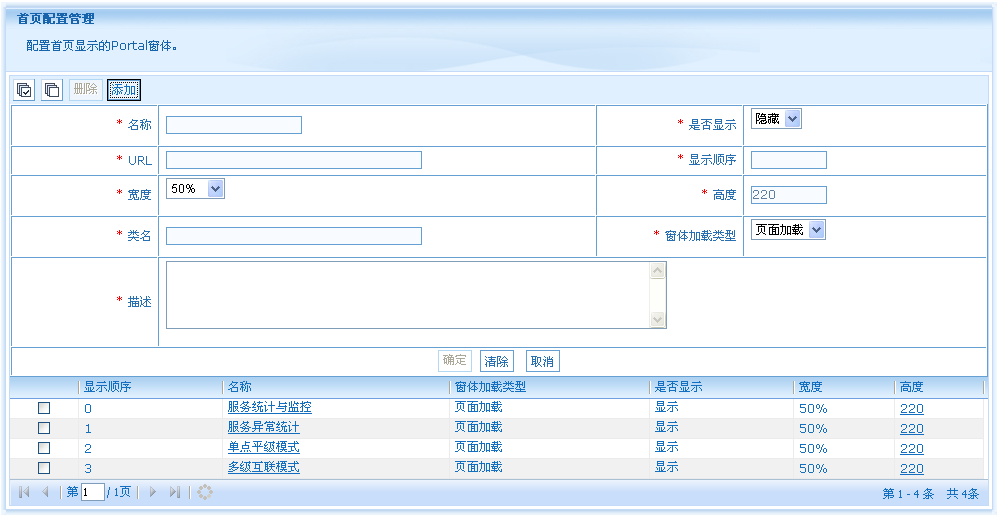 首页配置管理
配置首页显示的Portal窗体。
删除 添加
* 名称 * 是否显示 隐藏
* URL * 显示顺序
* 宽度 50% * 高度 220
* 类名 * 窗体加载类型 页面加载
* 描述
确定 清除 取消
显示顺序 名称 窗体加载类型 是否显示 宽度 高度
0 服务统计与监控 页面加载 显示 50% 220
1 服务异常统计 页面加载 显示 50% 220
2 单点平级模式 页面加载 显示 50% 220
3 多级互联模式 页面加载 显示 50% 220
第 1 / 1页 第 1 - 4 条 共 4条